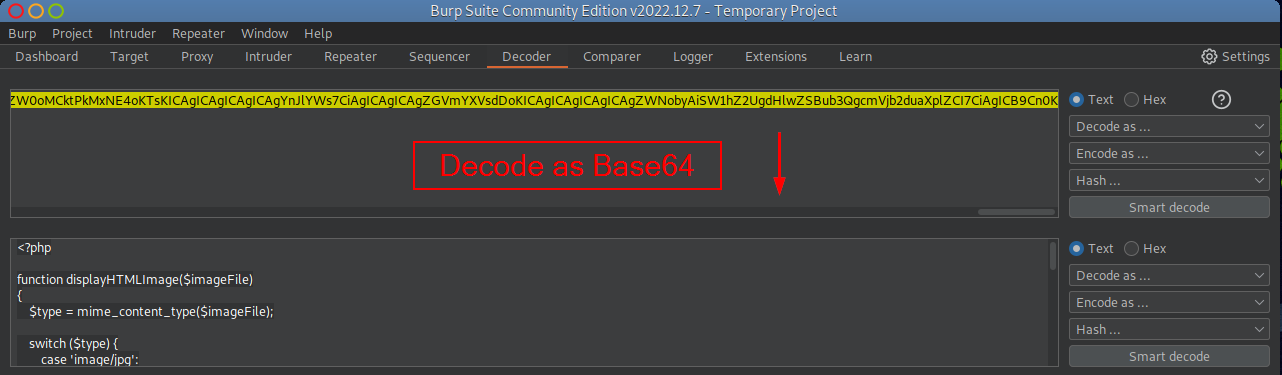 Burp Suite Community Edition v2022.12.7 - Temporary Project
Burp Project Intruder Repeater Window Help
Dashboard Target Proxy Intruder Repeater Sequencer Decoder Comparer Logger Extensions Learn Settings
ZW0oMCktPkMxNE4oKTsKICAgICAgICAgICAgYnJlYWs7CiAgICAgICAgZGVmYXVsdDoKICAgICAgICAgICAgZWNobyAiSW1hZ2UgdHlwZSBub3QgcmVjb2duaXplZCI7CiAgICB9Cn0K
Text Hex ?
Decode as ...
Decode as Base64
Encode as ...
Hash ...
Smart decode
<?php
Text Hex
function displayHTMLImage($imageFile)
Decode as ...
{
$type = mime_content_type($imageFile);
Encode as ...
Hash ...
switch ($type) {
case 'image/jpg':
Smart decode